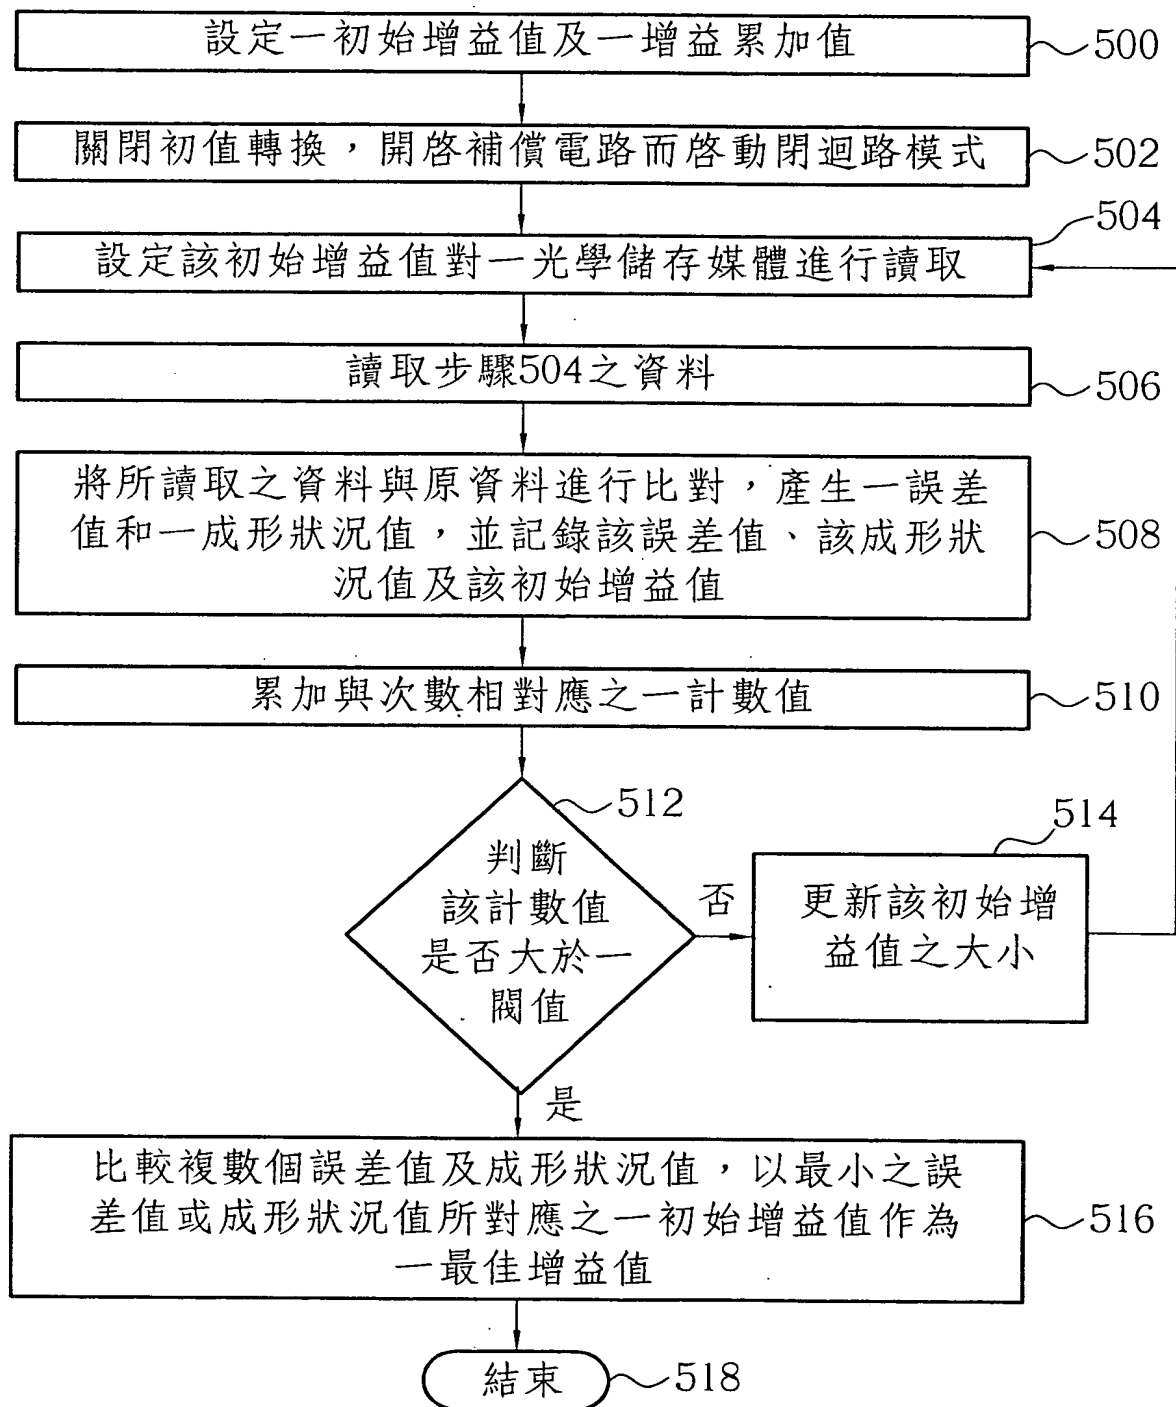 設定一初始增益值及一增益累加值
500
關閉初值轉換，開啓補償電路而啓動閉迴路模式
502
504
設定該初始增益值對一光學儲存媒體進行讀取
讀取步驟504之資料
506
將所讀取之資料與原資料進行比對，產生一誤差
值和一成形狀況值，並記錄該誤差值、該成形狀
況值及該初始增益值
508
累加與次數相對應之一計數值
510
512
判斷
該計數值
是否大於一
閥值
否
514
更新該初始增
益值之大小
是
比較複數個誤差值及成形狀況值，以最小之誤
差值或成形狀況值所對應之一初始增益值作為
一最佳增益值
516
結束
518